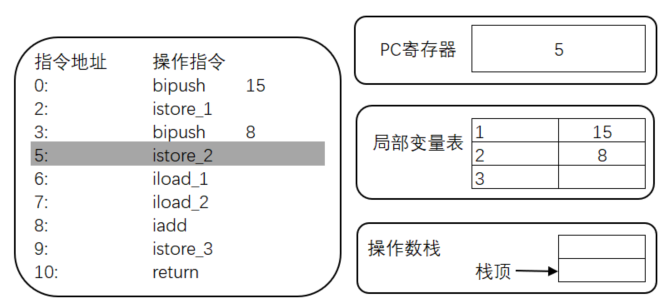 指令地址 操作指令
0: bipush 15
2: istore_1
3: bipush 8
5: istore_2
6: iload_1
7: iload_2
8: iadd
9: istore_3
10: return
PC寄存器 5
局部变量表
1 15
2 8
3
操作数栈
栈顶